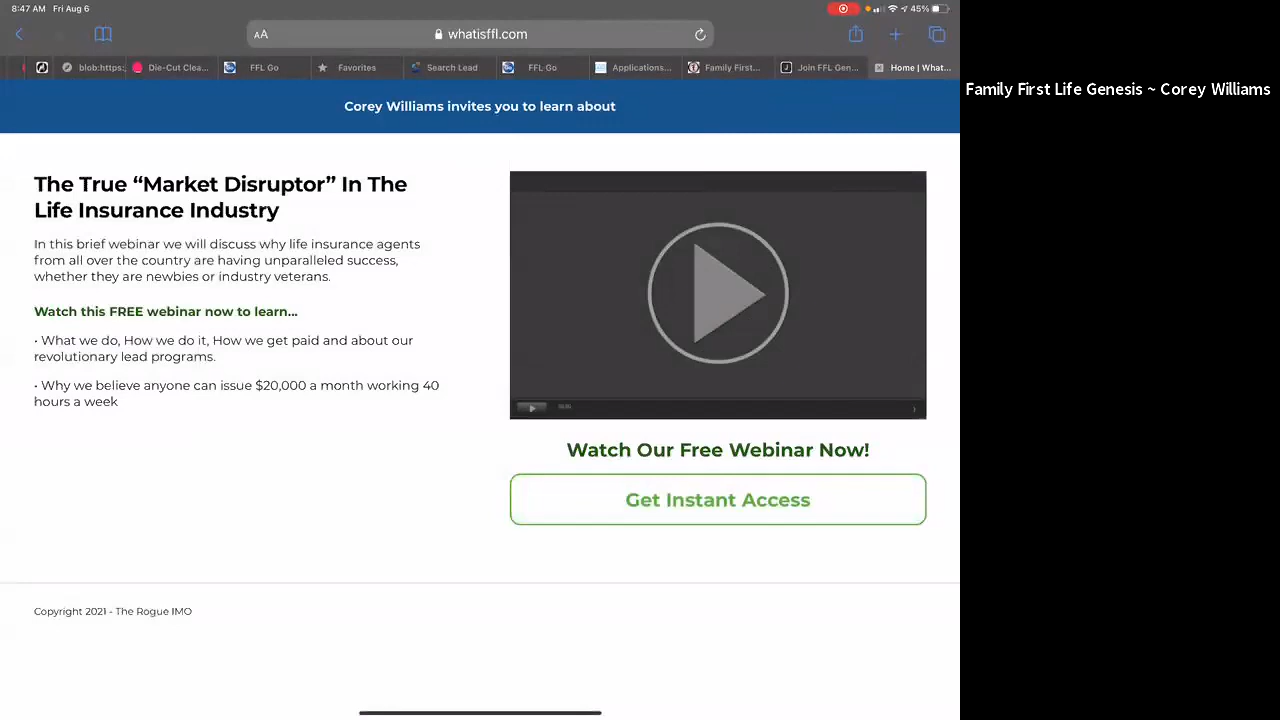 8:47 AM Fri Aug 6
45%
AA
whatisffl.com
blob:https:
Die-Cut Clea...
FFL Go
Favorites
Search Lead
FFL Go
Applications...
Family First...
Join FFL Gen...
Home | What...
Corey Williams invites you to learn about
Family First Life Genesis ~ Corey Williams
The True “Market Disruptor” In The
Life Insurance Industry
In this brief webinar we will discuss why life insurance agents
from all over the country are having unparalleled success,
whether they are newbies or industry veterans.
Watch this FREE webinar now to learn...
• What we do, How we do it, How we get paid and about our
revolutionary lead programs.
• Why we believe anyone can issue $20,000 a month working 40
hours a week
Watch Our Free Webinar Now!
Get Instant Access
Copyright 2021 - The Rogue IMO